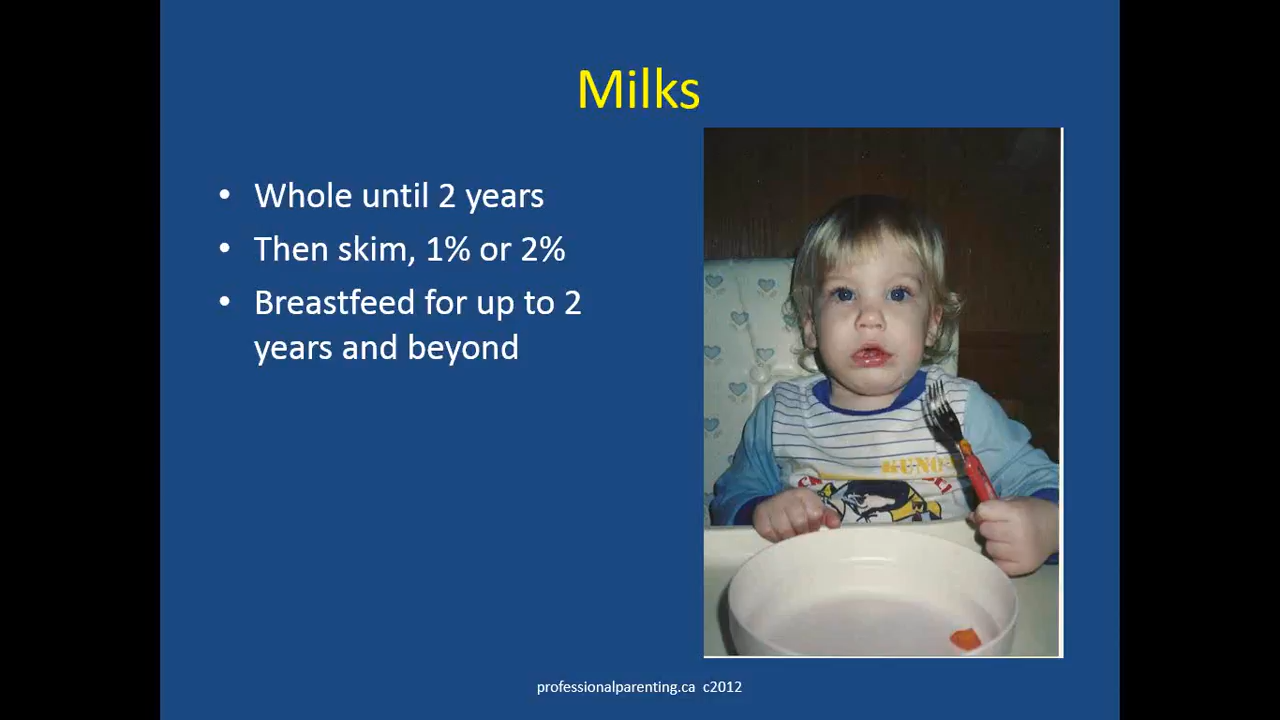 Milks
• Whole until 2 years
• Then skim, 1% or 2%
• Breastfeed for up to 2
years and beyond
KUNG
professionalparenting.ca c2012